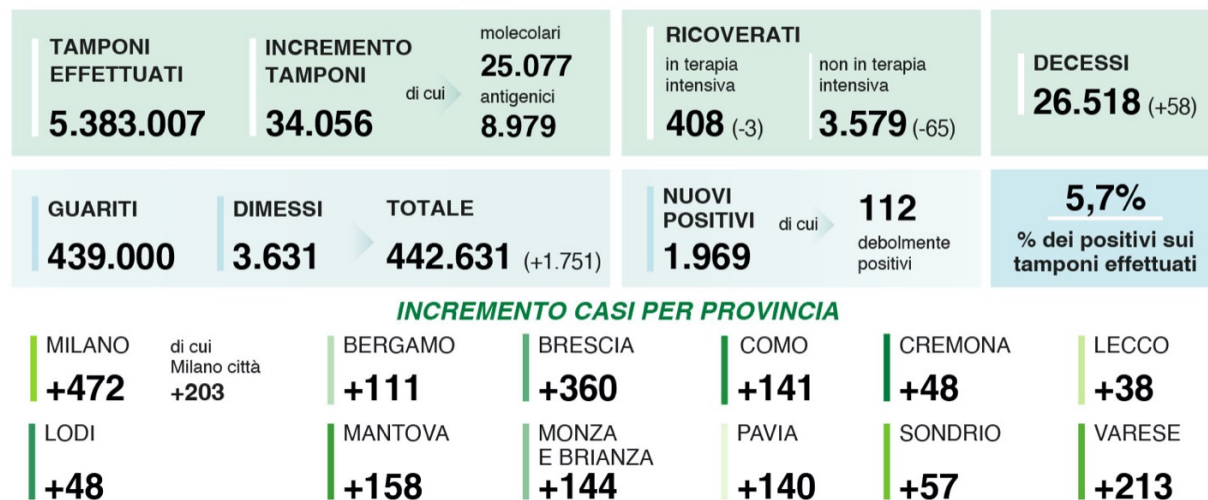 TAMPONI
EFFETTUATI
5.383.007
INCREMENTO
TAMPONI
34.056
di cui
molecolari
25.077
antigenici
8.979
RICOVERATI
in terapia
intensiva
408 (-3)
non in terapia
intensiva
3.579 (-65)
DECESSI
26.518 (+58)
GUARITI
439.000
DIMESSI
3.631
TOTALE
442.631 (+1.751)
NUOVI
POSITIVI
1.969
di cui
112
debolmente
positivi
5,7%
% dei positivi sui
tamponi effettuati
INCREMENTO CASI PER PROVINCIA
MILANO
+472
di cui
Milano città
+203
BERGAMO
+111
BRESCIA
+360
COMO
+141
CREMONA
+48
LECCO
+38
LODI
+48
MANTOVA
+158
MONZA
E BRIANZA
+144
PAVIA
+140
SONDRIO
+57
VARESE
+213